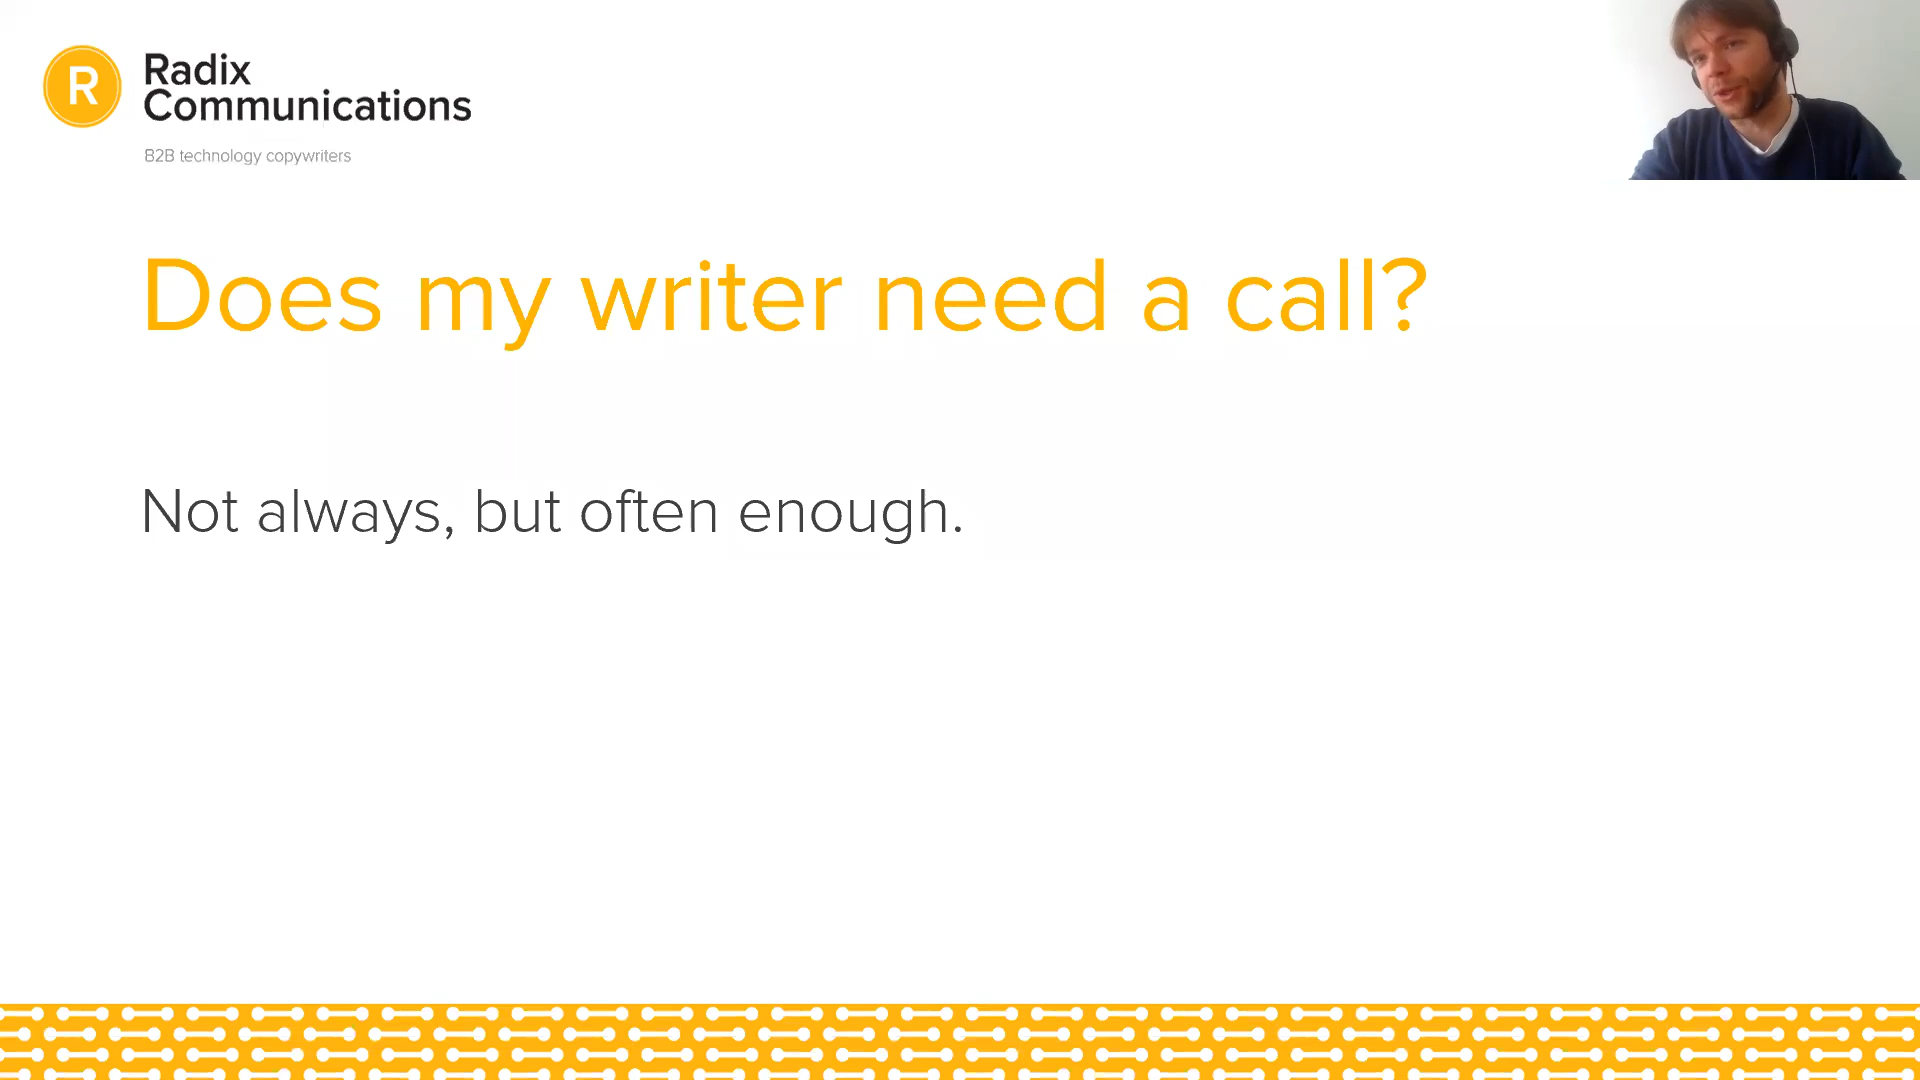 R
Radix
Communications
B2B technology copywriters
Does my writer need a call?
Not always, but often enough.